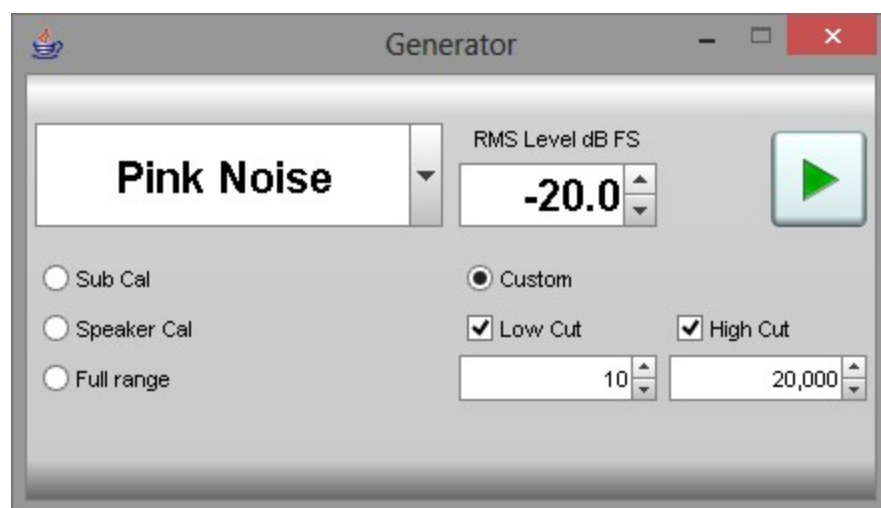 Generator
RMS Level dB FS
Pink Noise
-20.0
Sub Cal
Custom
Speaker Cal
Low Cut
High Cut
Full range
10
20,000